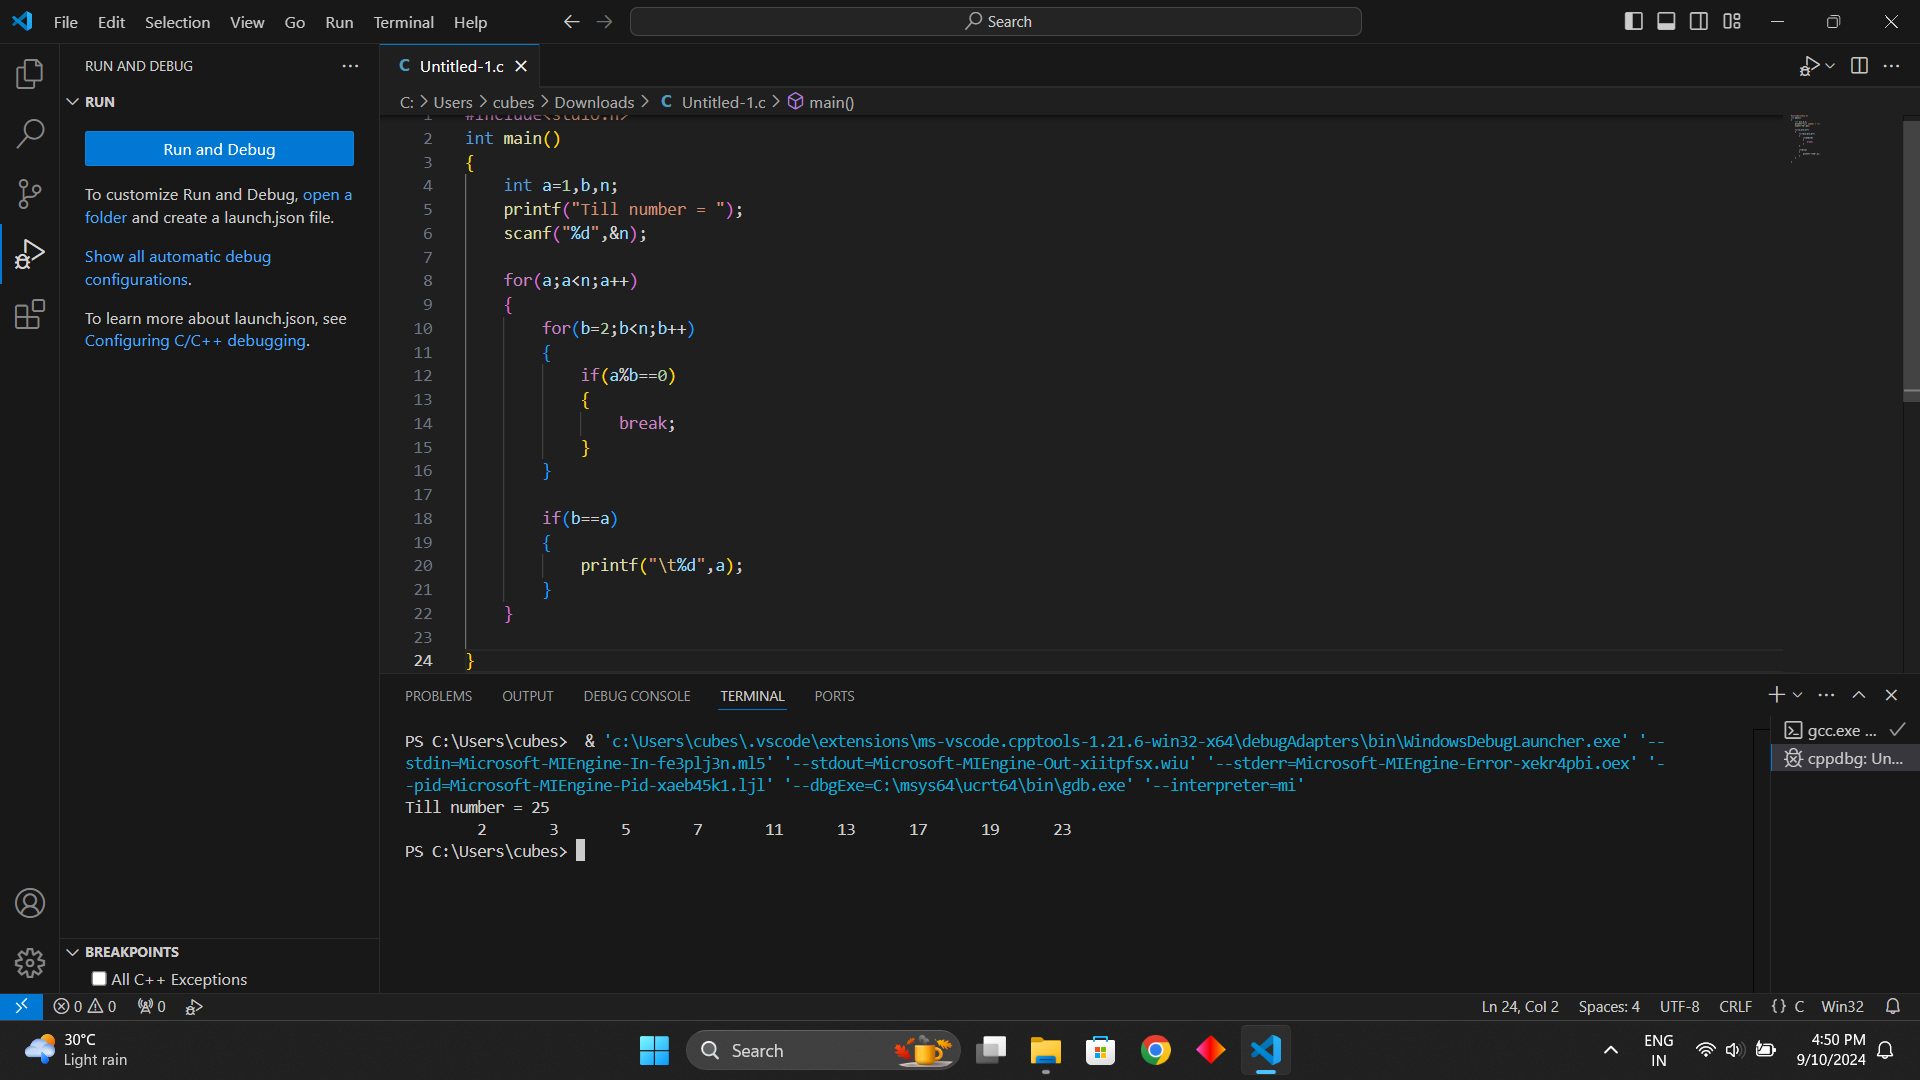 File Edit Selection View Go Run Terminal Help
Search
RUN AND DEBUG
RUN
Run and Debug
To customize Run and Debug, open a
folder and create a launch.json file.
Show all automatic debug
configurations.
To learn more about launch.json, see
Configuring C/C++ debugging.
BREAKPOINTS
All C++ Exceptions
C Untitled-1.c
C: > Users > cubes > Downloads > C Untitled-1.c > main()
1 #include<stdio.h>
2 int main()
3 {
4 int a=1,b,n;
5 printf("Till number = ");
6 scanf("%d",&n);
7
8 for(a;a<n;a++)
9 {
10 for(b=2;b<n;b++)
11 {
12 if(a%b==0)
13 {
14 break;
15 }
16 }
17
18 if(b==a)
19 {
20 printf("\t%d",a);
21 }
22 }
23
24 }
PROBLEMS OUTPUT DEBUG CONSOLE TERMINAL PORTS
PS C:\Users\cubes>  & 'c:\Users\cubes\.vscode\extensions\ms-vscode.cpptools-1.21.6-win32-x64\debugAdapters\bin\WindowsDebugLauncher.exe' '--
stdin=Microsoft-MIEngine-In-fe3plj3n.ml5' '--stdout=Microsoft-MIEngine-Out-xiitpfsx.wiu' '--stderr=Microsoft-MIEngine-Error-xekr4pbi.oex' '-
-pid=Microsoft-MIEngine-Pid-xaeb45k1.ljl' '--dbgExe=C:\msys64\ucrt64\bin\gdb.exe' '--interpreter=mi'
Till number = 25
2 3 5 7 11 13 17 19 23
PS C:\Users\cubes>
gcc.exe ...
cppdbg: Un...
0 0 0
Ln 24, Col 2 Spaces: 4 UTF-8 CRLF {} C Win32
30°C
Light rain
Search
ENG
IN
4:50 PM
9/10/2024